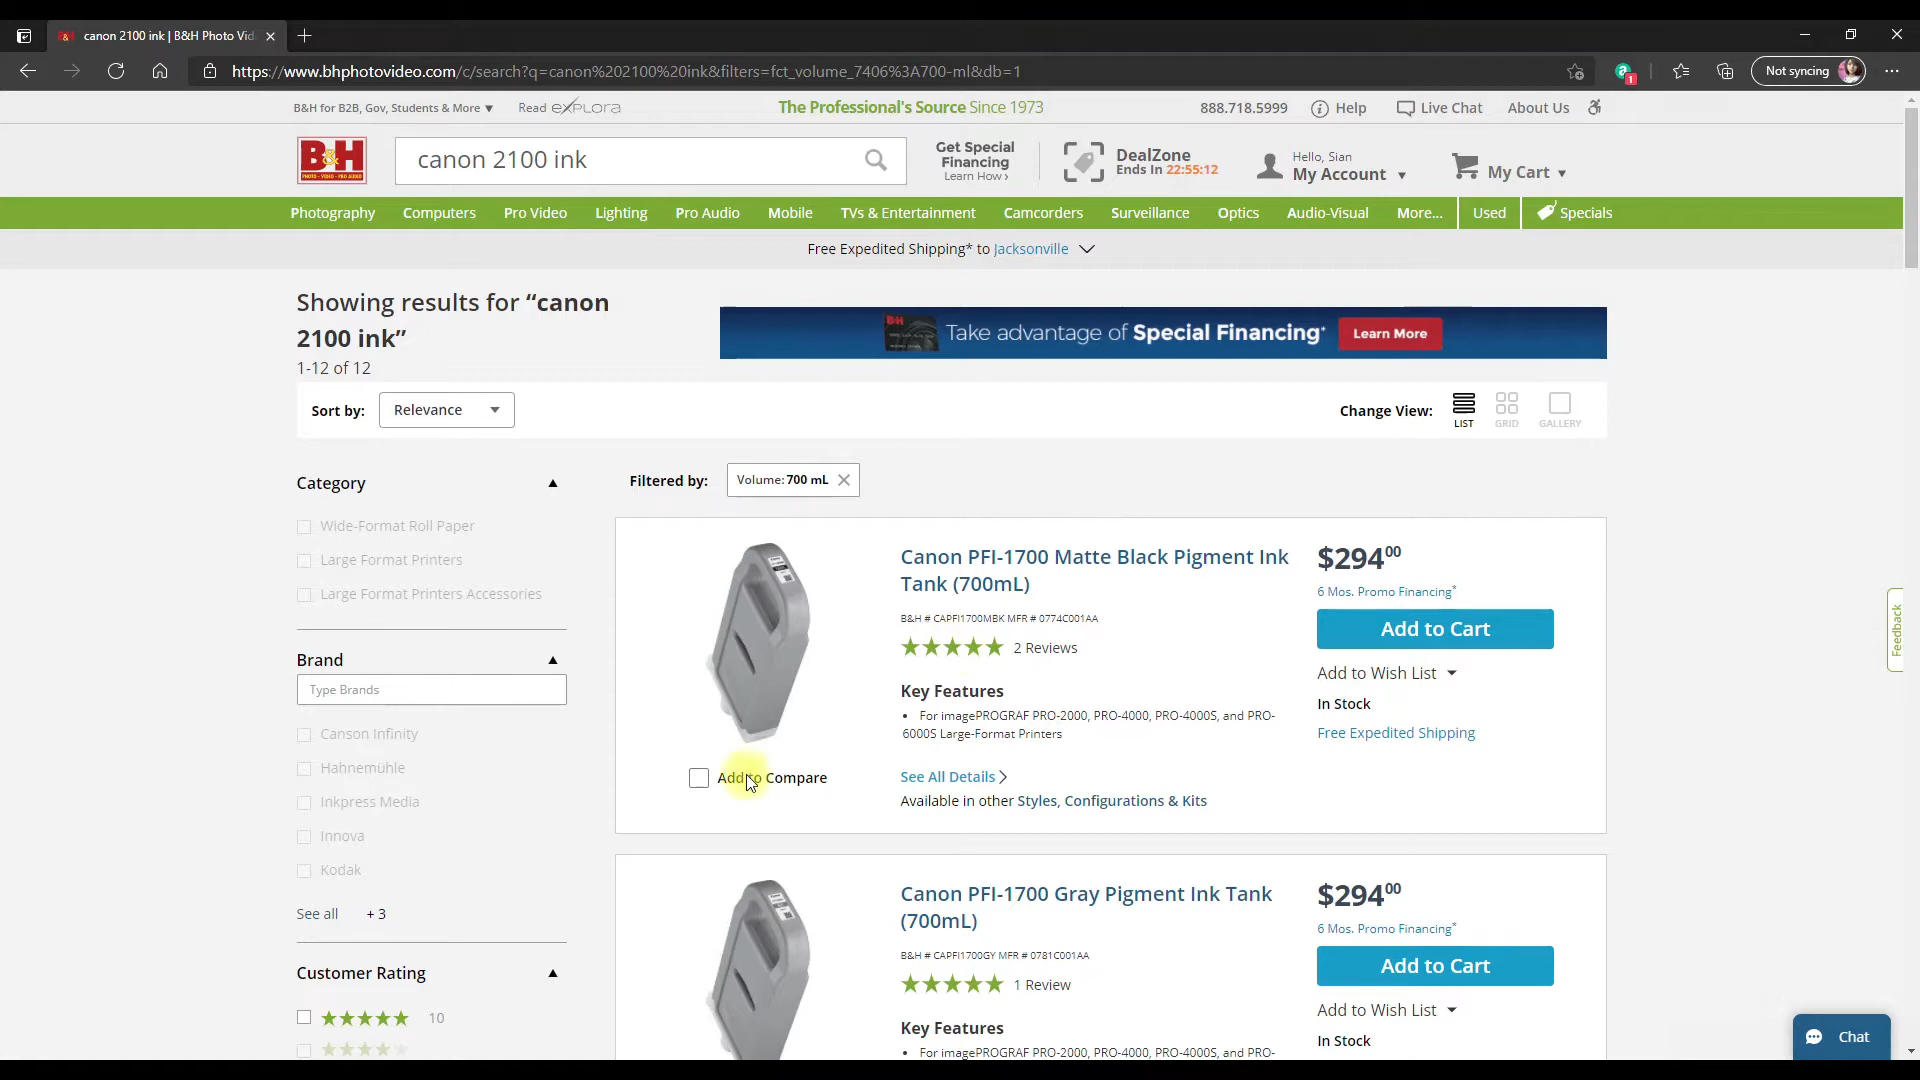 canon 2100 ink | B&H Photo Vid
https://www.bhphotovideo.com/c/search?q=canon%202100%20ink&filters=fct_volume_7406%3A700-ml&db=1
1
Not syncing
B&H for B2B, Gov, Students & More
Read eXPLORA
The Professional's Source Since 1973
888.718.5999
Help
Live Chat
About Us
B&H
PHOTO - VIDEO - PRO AUDIO
canon 2100 ink
Get Special
Financing
Learn How ›
DealZone
Ends In 22:55:12
Hello, Sian
My Account
My Cart
Photography
Computers
Pro Video
Lighting
Pro Audio
Mobile
TVs & Entertainment
Camcorders
Surveillance
Optics
Audio-Visual
More...
Used
Specials
Free Expedited Shipping* to Jacksonville
Showing results for “canon
2100 ink”
1-12 of 12
B&H
Take advantage of Special Financing*
Learn More
Sort by:
Relevance
Change View:
LIST
GRID
GALLERY
Category
Wide-Format Roll Paper
Large Format Printers
Large Format Printers Accessories
Brand
Type Brands
Canson Infinity
Hahnemühle
Inkpress Media
Innova
Kodak
See all
+ 3
Customer Rating
10
Filtered by:
Volume: 700 mL
Canon PFI-1700 Matte Black Pigment Ink
Tank (700mL)
B&H # CAPFI1700MBK MFR # 0774C001AA
2 Reviews
Key Features
• For imagePROGRAF PRO-2000, PRO-4000, PRO-4000S, and PRO-
6000S Large-Format Printers
Add to Compare
See All Details
Available in other Styles, Configurations & Kits
$294.00
6 Mos. Promo Financing*
Add to Cart
Add to Wish List
In Stock
Free Expedited Shipping
Canon PFI-1700 Gray Pigment Ink Tank
(700mL)
B&H # CAPFI1700GY MFR # 0781C001AA
1 Review
Key Features
• For imagePROGRAF PRO-2000, PRO-4000, PRO-4000S, and PRO-
$294.00
6 Mos. Promo Financing*
Add to Cart
Add to Wish List
In Stock
Feedback
Chat